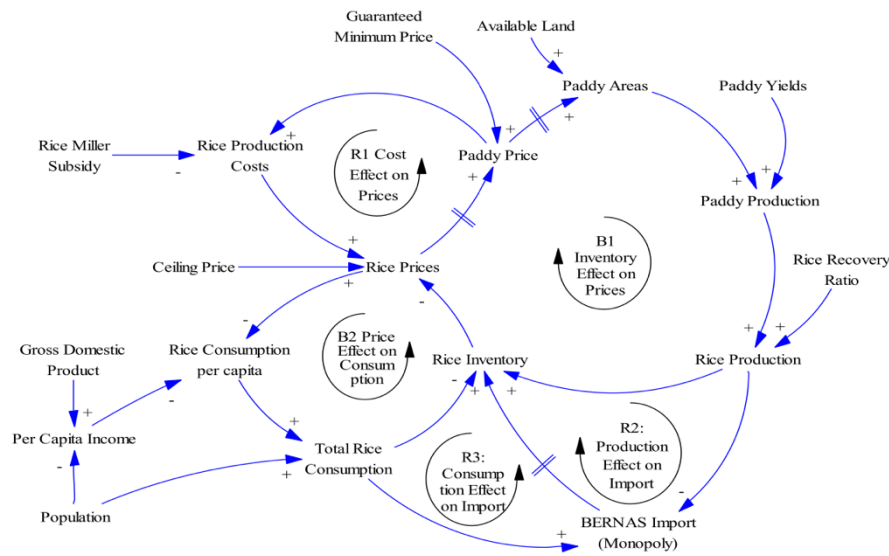 Guaranteed
Minimum Price
Available Land
+
Paddy Areas
Paddy Yields
+
Rice Miller
Subsidy
-
Rice Production
Costs
+
R1 Cost
Effect on
Prices
Paddy Price
+
+
+
+
Paddy Production
B1
Inventory
Effect on
Prices
Rice Recovery
Ratio
Ceiling Price
+
+
Rice Prices
-
-
B2 Price
Effect on
Consum
ption
Rice Consumption
per capita
-
Gross Domestic
Product
+
Per Capita Income
-
Rice Inventory
-
+
+
+
+
Rice Production
Total Rice
Consumption
+
+
R3:
Consump
tion Effect
on Import
R2:
Production
Effect on
Import
Population
-
+
BERNAS Import
(Monopoly)